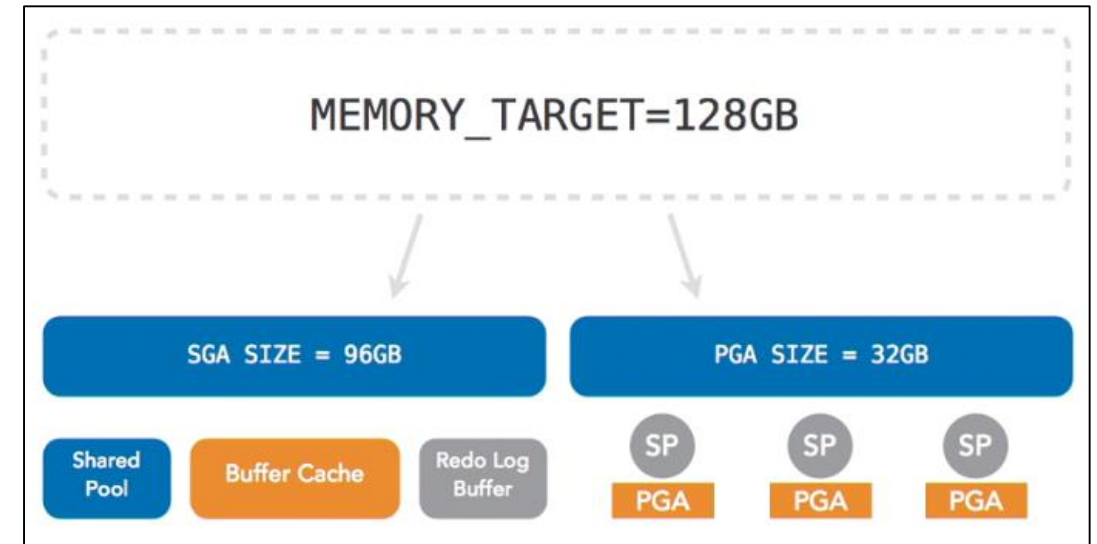 MEMORY_TARGET=128GB
SGA SIZE = 96GB
PGA SIZE = 32GB
Shared
Pool
Buffer Cache
Redo Log
Buffer
SP
PGA
SP
PGA
SP
PGA